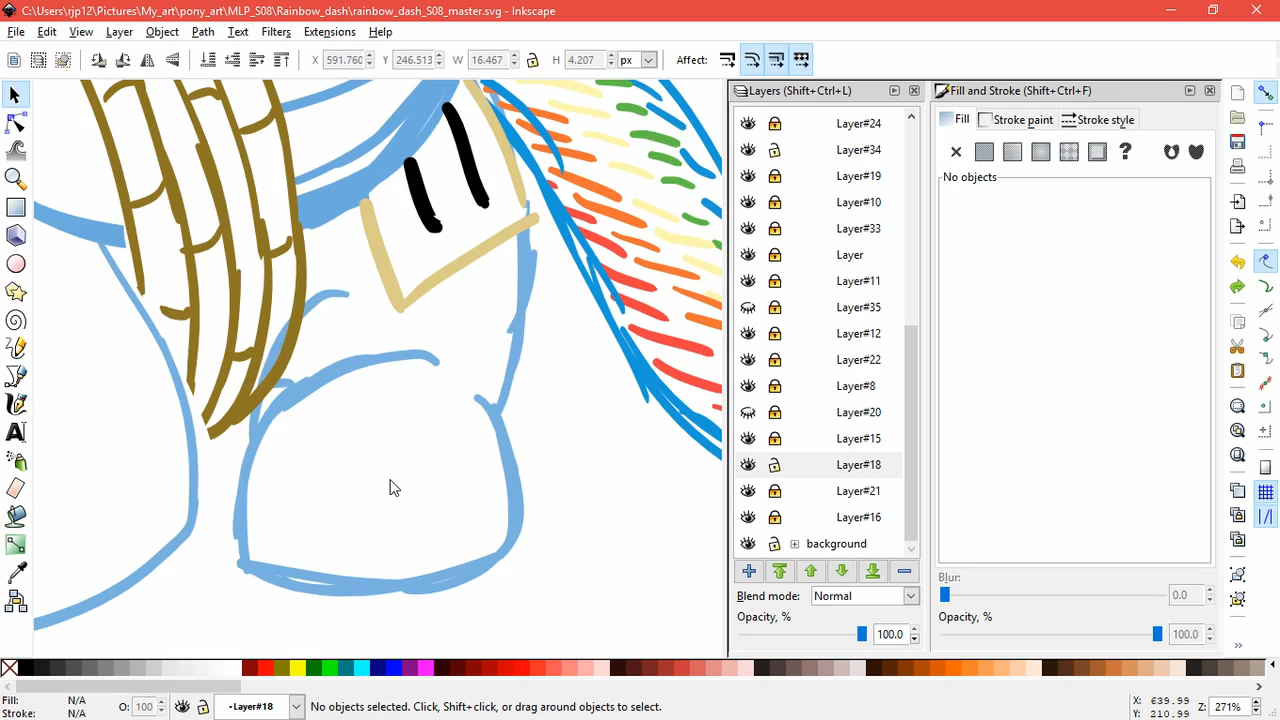 C:\Users\rjp12\Pictures\My_art\pony_art\MLP_S08\Rainbow_dash\rainbow_dash_S08_master.svg - Inkscape
File Edit View Layer Object Path Text Filters Extensions Help
X 591.760 Y 246.513 W 16.467 H 4.207 px Affect:
Layers (Shift+L)
Layer#24
Layer#34
Layer#19
Layer#10
Layer#33
Layer
Layer#11
Layer#35
Layer#12
Layer#22
Layer#8
Layer#20
Layer#15
Layer#18
Layer#21
Layer#16
background
Blend mode: Normal
Opacity, %
100.0
Fill and Stroke (Shift+F)
Fill Stroke paint Stroke style
No objects
Blur:
0.0
Opacity, %
100.0
Fill: N/A
Stroke: N/A
O: 100
•Layer#18
No objects selected. Click, Shift+click, or drag around objects to select.
X: 639.99
Y: 210.99
Z: 271%